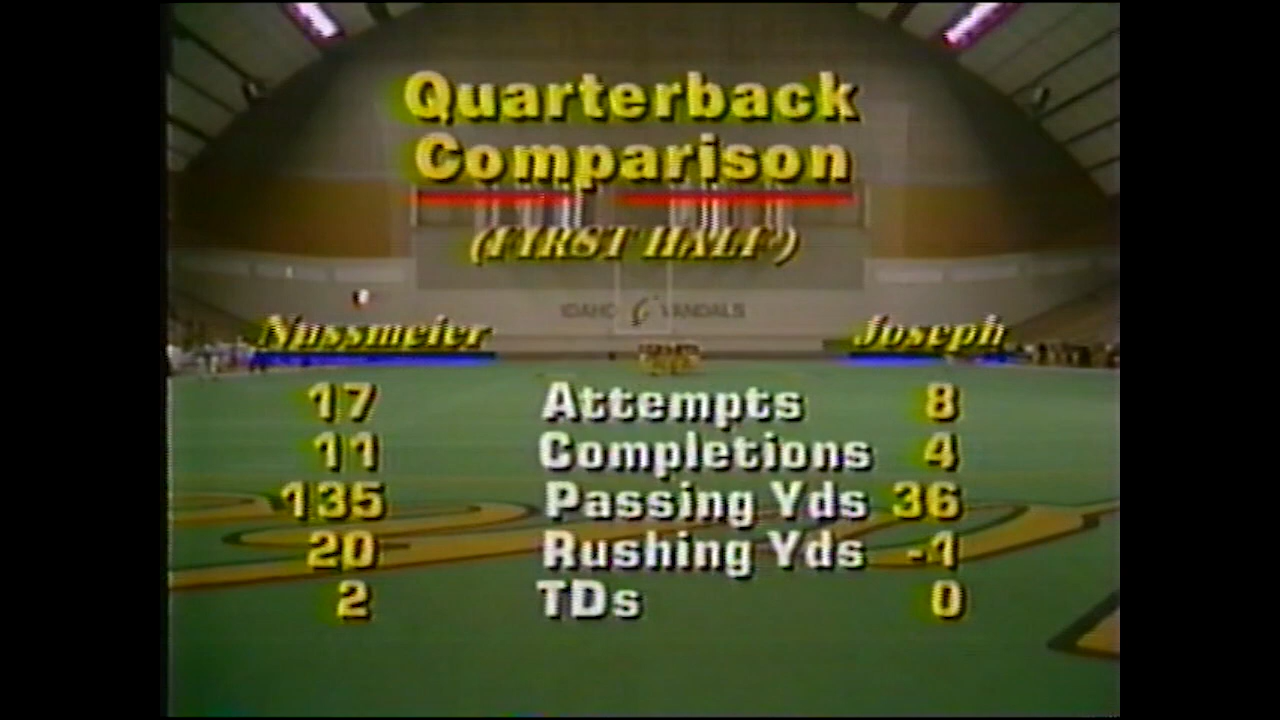 Quarterback
Comparison
(FIRST HALF)
IDAHO VANDALS
Nussmeier Joseph
17 Attempts 8
11 Completions 4
135 Passing Yds 36
20 Rushing Yds -1
2 TDs 0